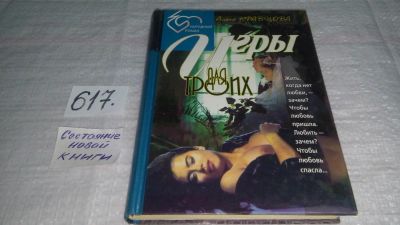 617.
Состояние
новой
книги
Игры
для
троих
Жить,
когда нет
любви, —
зачем?
Чтобы
любовь
пришла.
Любить —
зачем?
Чтобы
любовь
спасла...